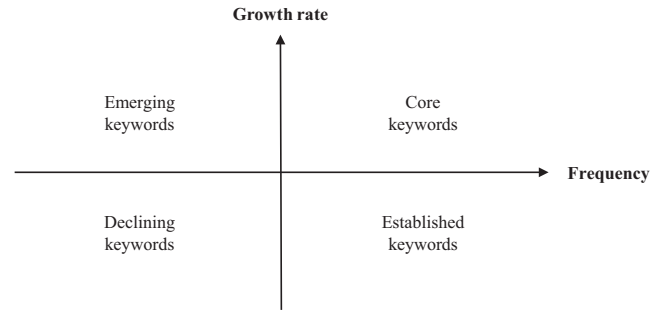 Growth rate
Emerging
keywords
Core
keywords
Frequency
Declining
keywords
Established
keywords